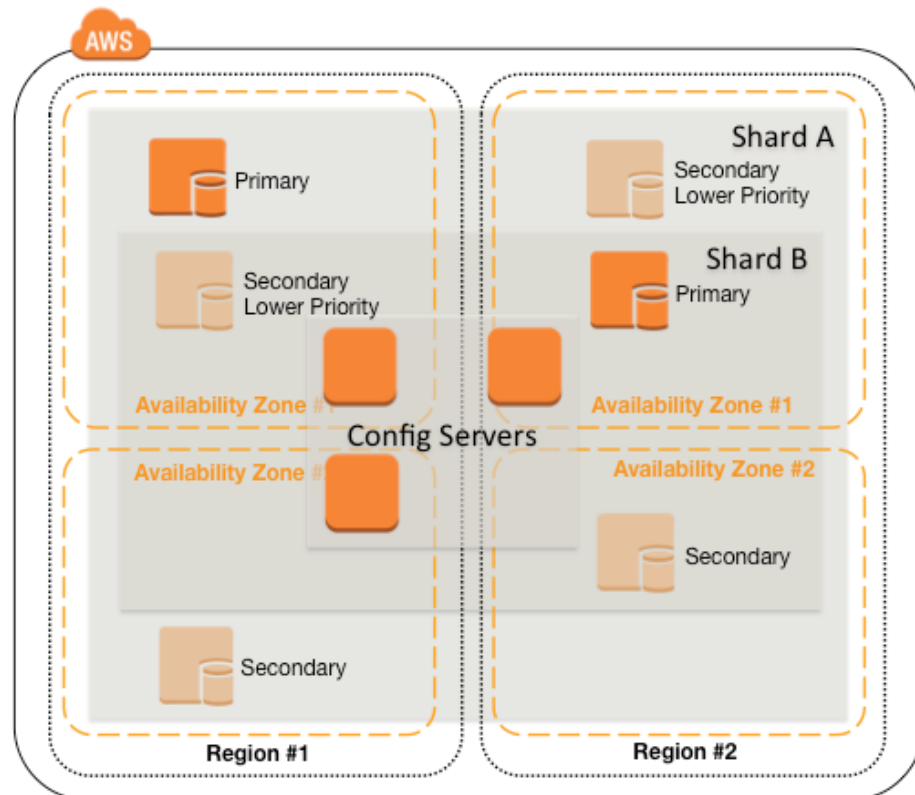 AWS
Shard A
Primary
Secondary
Lower Priority
Shard B
Secondary
Lower Priority
Primary
Availability Zone #1
Availability Zone #1
Config Servers
Availability Zone #2
Availability Zone #2
Secondary
Secondary
Region #1
Region #2